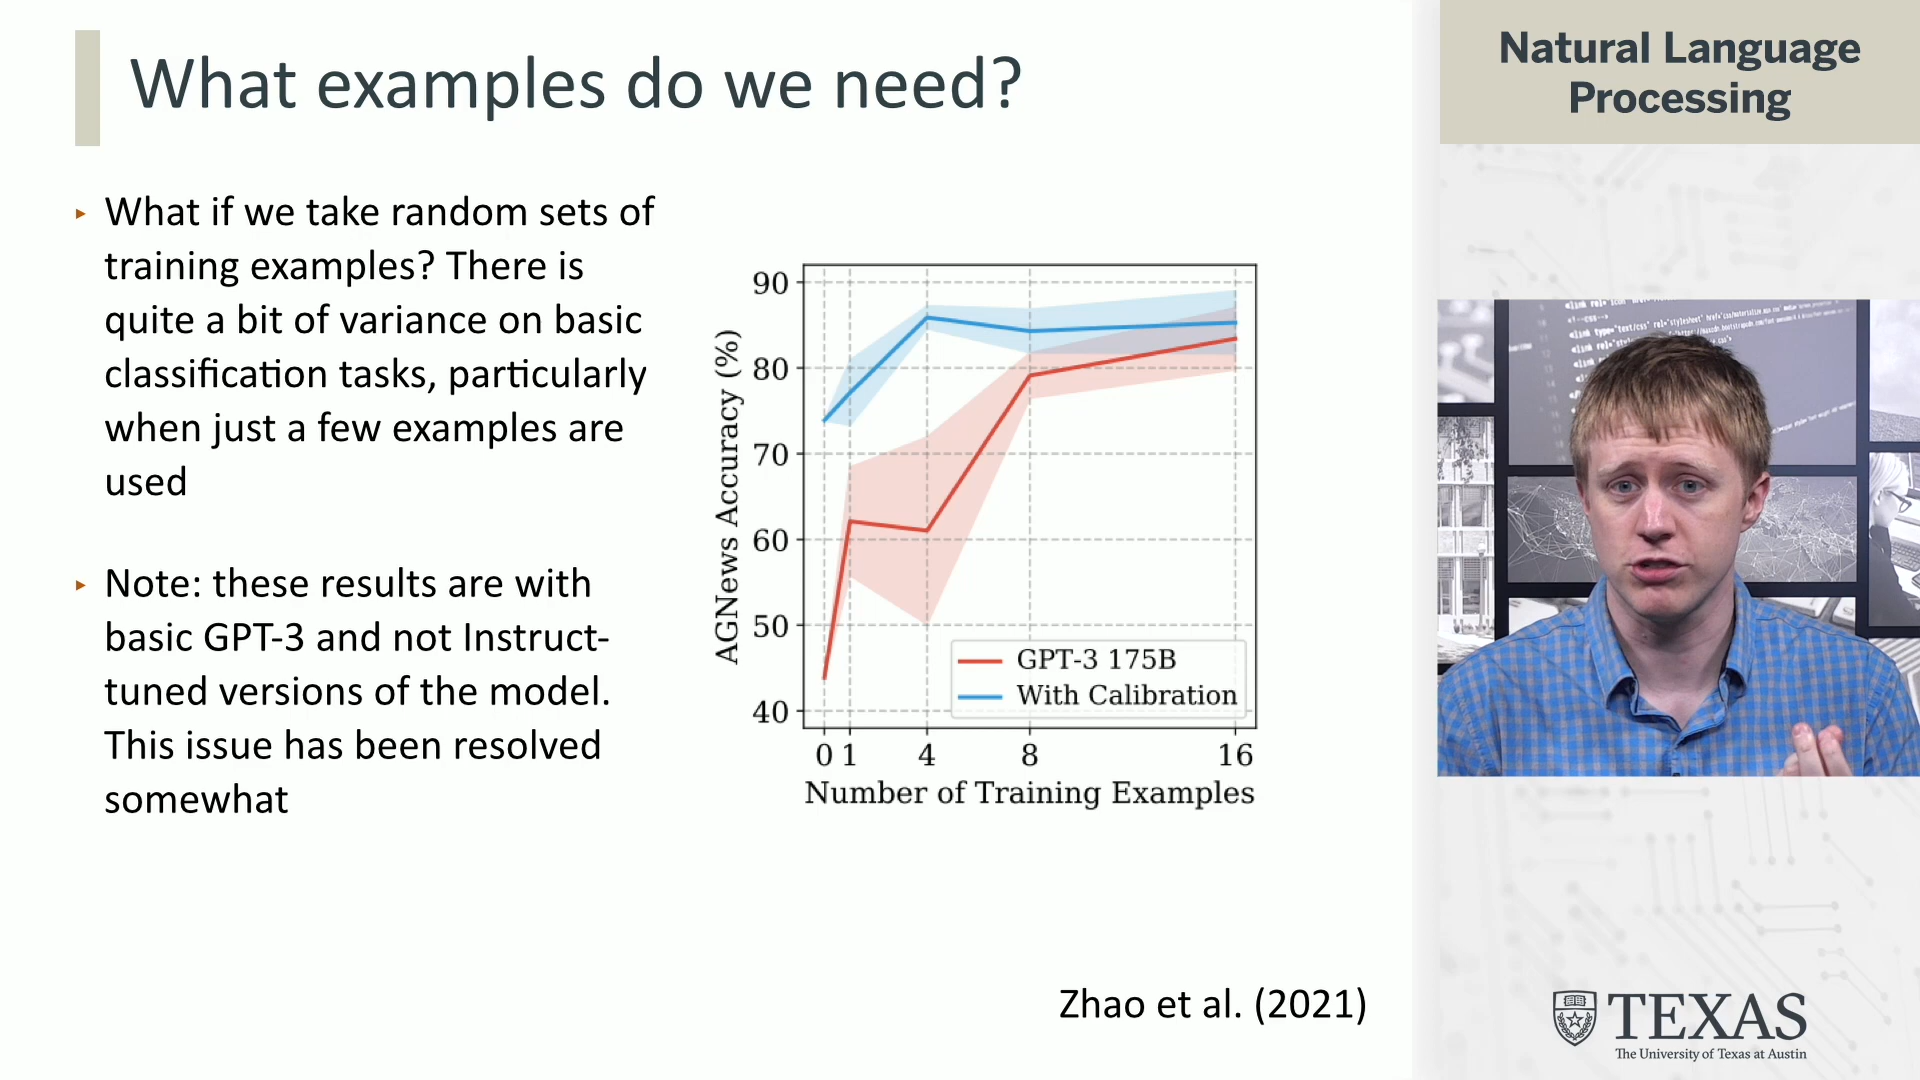 What examples do we need?
What if we take random sets of
training examples? There is
quite a bit of variance on basic
classification tasks, particularly
when just a few examples are
used
Note: these results are with
basic GPT-3 and not Instruct-
tuned versions of the model.
This issue has been resolved
somewhat
AGNews Accuracy (%)
90
80
70
60
50
40
GPT-3 175B
With Calibration
0 1 4 8 16
Number of Training Examples
Zhao et al. (2021)
Natural Language
Processing
TEXAS
The University of Texas at Austin